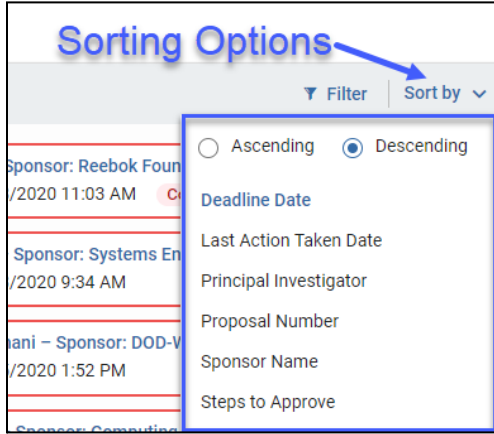 Sorting Options
Filter Sort by
Ascending Descending
Sponsor: Reebok Foun
/2020 11:03 AM
Deadline Date
Sponsor: Systems En
Last Action Taken Date
/2020 9:34 AM
Principal Investigator
Proposal Number
nani – Sponsor: DOD-W
Sponsor Name
/2020 1:52 PM
Steps to Approve
Sponsor: Computing